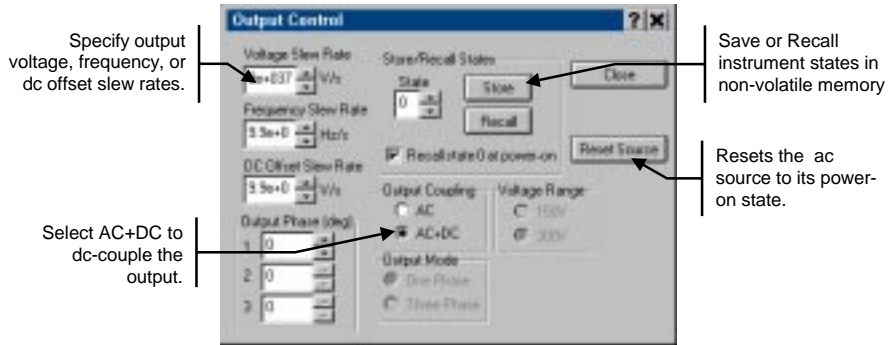 Output Control
Specify output
voltage, frequency, or
dc offset slew rates.
Voltage Slew Rate
e+037 V/s
Frequency Slew Rate
9.9e+0 Hz/s
DC Offset Slew Rate
9.9e+0 V/s
Output Phase (deg)
1 0
2 0
3 0
Select AC+DC to
dc-couple the
output.
Store/Recall States
State
0
Store
Recall
Recall state 0 at power-on
Output Coupling
AC
AC+DC
Output Mode
One Phase
Three Phase
Voltage Range
150V
300V
Close
Reset Source
Save or Recall
instrument states in
non-volatile memory
Resets the ac
source to its power-
on state.